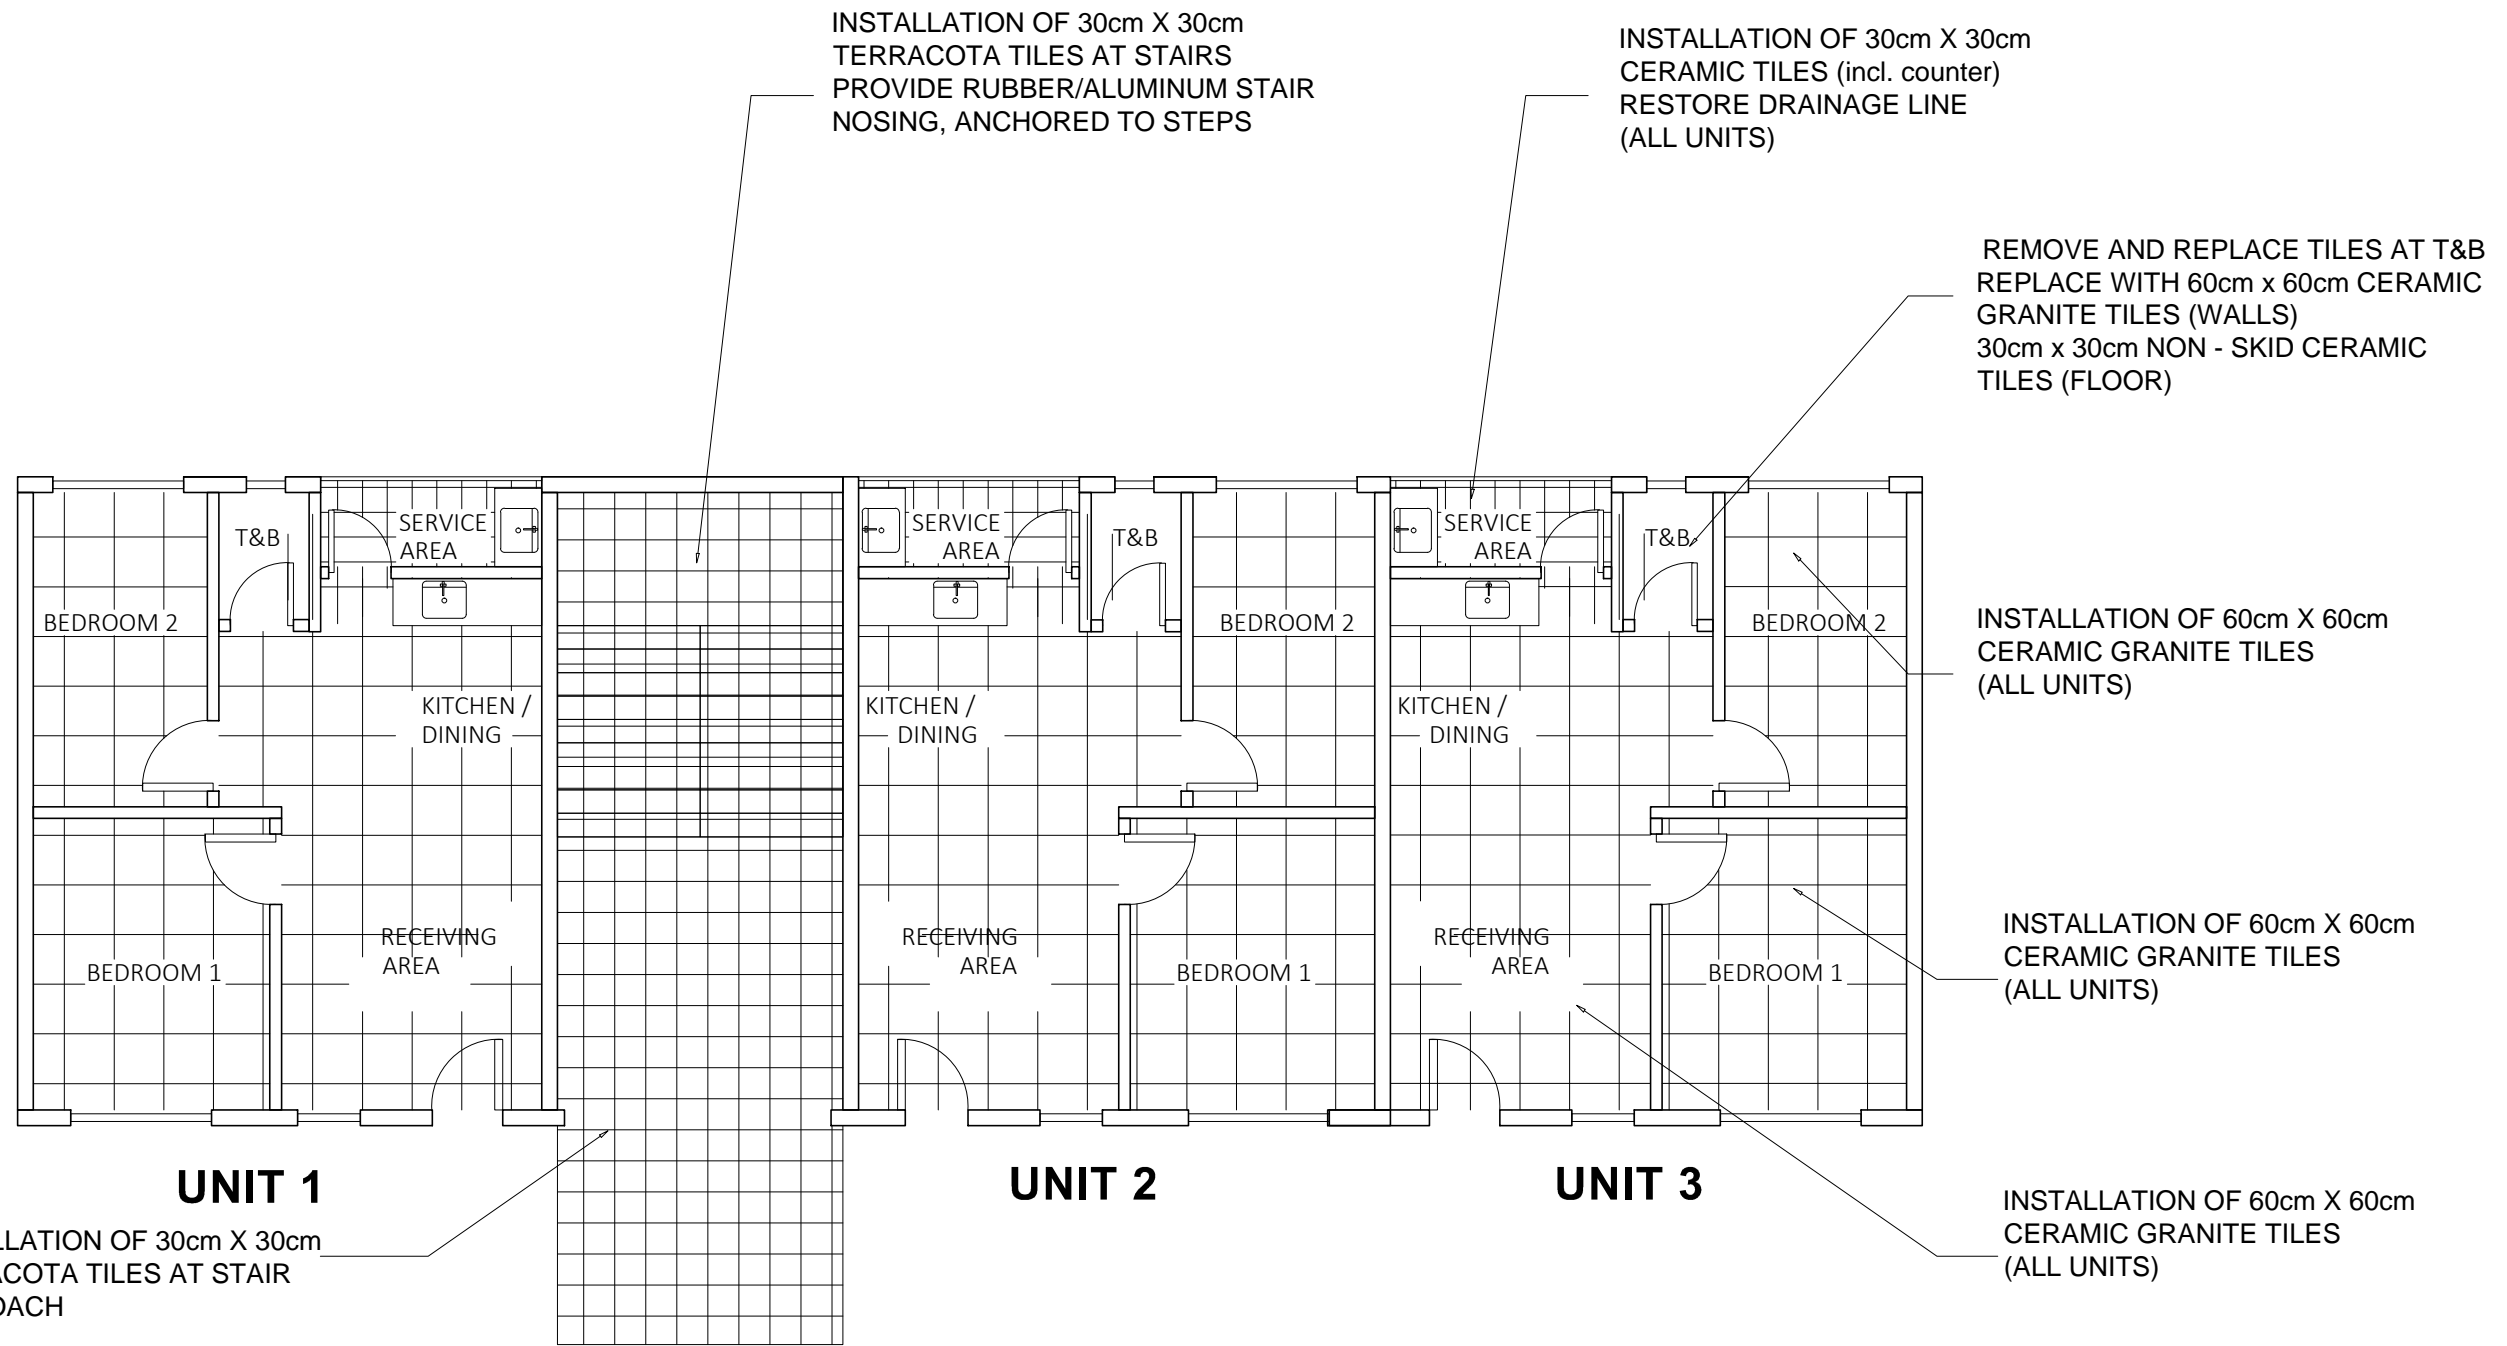 INSTALLATION OF 30cm X 30cm
TERRACOTA TILES AT STAIRS
PROVIDE RUBBER/ALUMINUM STAIR
NOSING, ANCHORED TO STEPS
INSTALLATION OF 30cm X 30cm
CERAMIC TILES (incl. counter)
RESTORE DRAINAGE LINE
(ALL UNITS)
REMOVE AND REPLACE TILES AT T&B
REPLACE WITH 60cm x 60cm CERAMIC
GRANITE TILES (WALLS)
30cm x 30cm NON - SKID CERAMIC
TILES (FLOOR)
T&B
SERVICE
AREA
BEDROOM 2
KITCHEN /
DINING
RECEIVING
AREA
BEDROOM 1
SERVICE
AREA
T&B
BEDROOM 2
KITCHEN /
DINING
RECEIVING
AREA
BEDROOM 1
SERVICE
AREA
T&B
BEDROOM 2
KITCHEN /
DINING
RECEIVING
AREA
BEDROOM 1
INSTALLATION OF 60cm X 60cm
CERAMIC GRANITE TILES
(ALL UNITS)
INSTALLATION OF 60cm X 60cm
CERAMIC GRANITE TILES
(ALL UNITS)
INSTALLATION OF 60cm X 60cm
CERAMIC GRANITE TILES
(ALL UNITS)
UNIT 1
UNIT 2
UNIT 3
LLATION OF 30cm X 30cm
ACOTA TILES AT STAIR
OACH